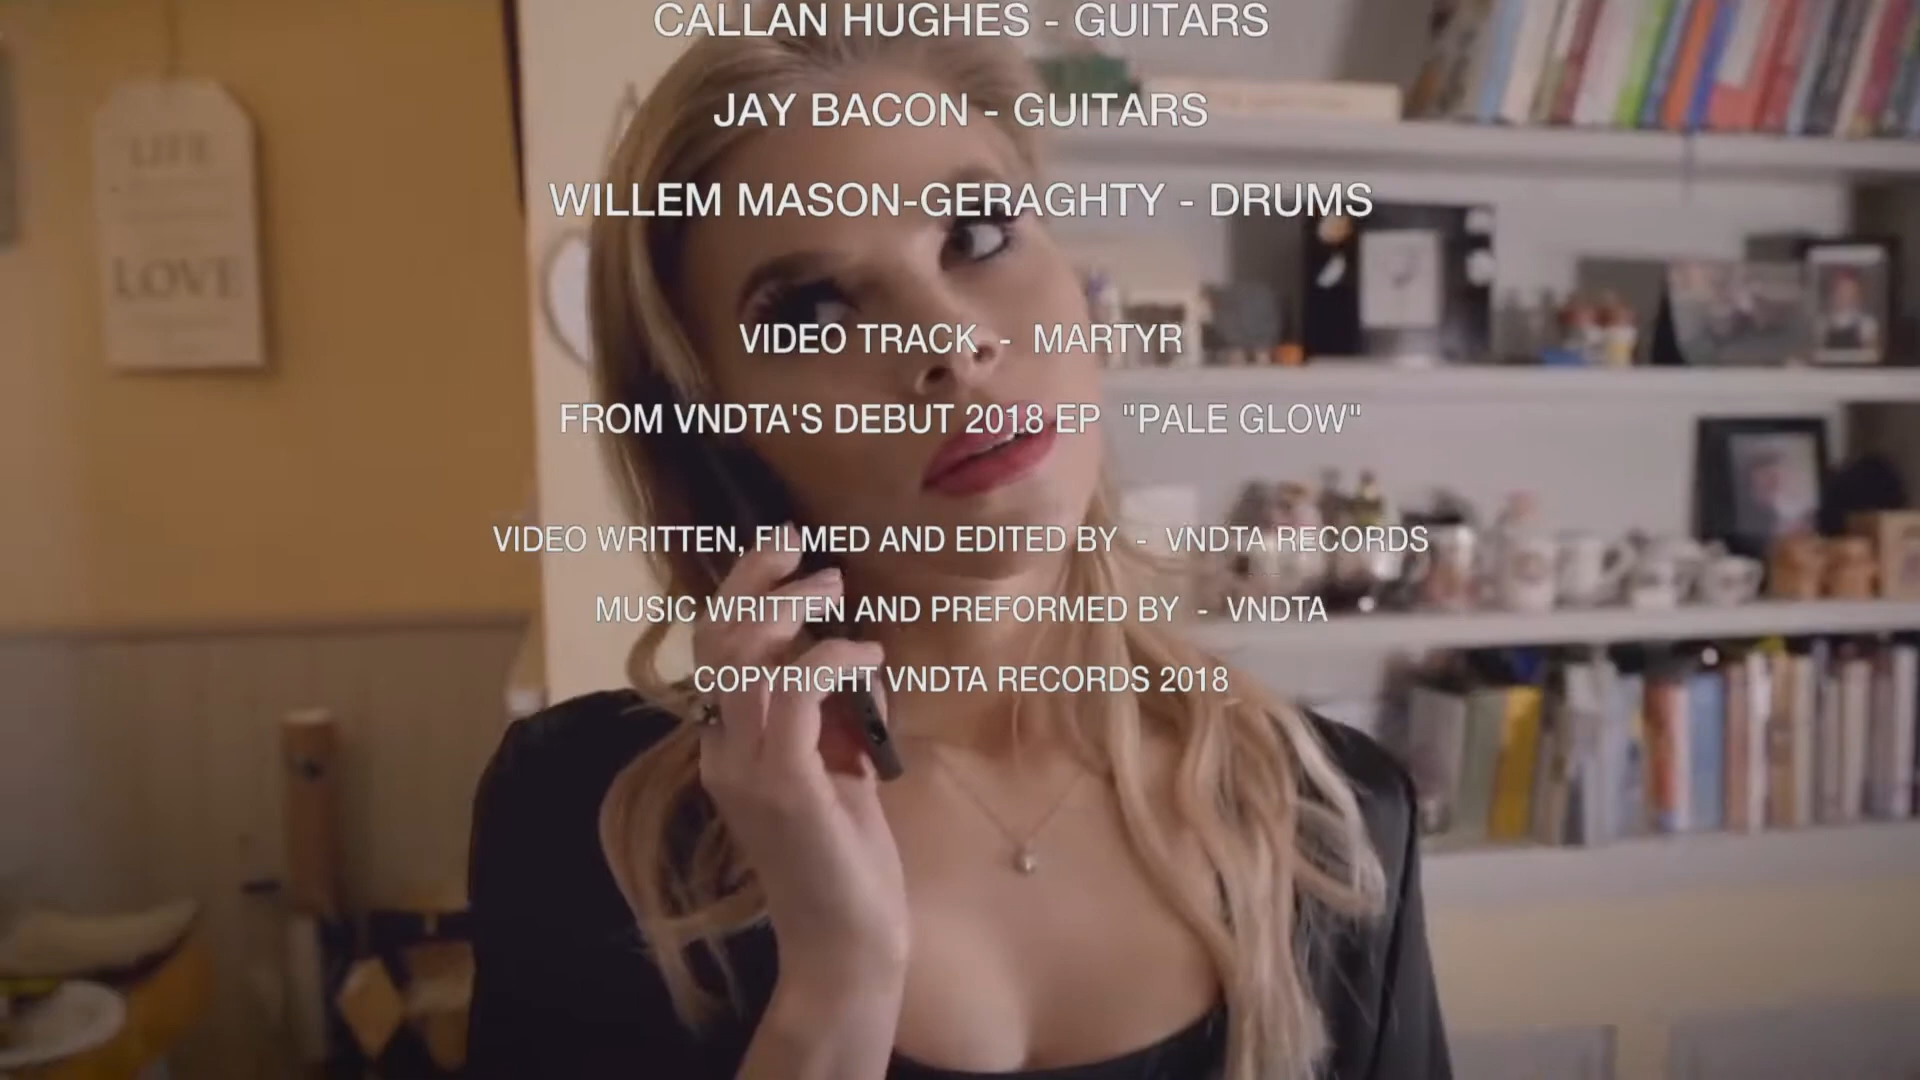 CALLAN HUGHES - GUITARS
JAY BACON - GUITARS
WILLEM MASON-GERAGHTY - DRUMS
VIDEO TRACK - MARTYR
FROM VNDTA'S DEBUT 2018 EP "PALE GLOW"
VIDEO WRITTEN, FILMED AND EDITED BY - VNDTA RECORDS
MUSIC WRITTEN AND PREFORMED BY - VNDTA
COPYRIGHT VNDTA RECORDS 2018
LIFE
LOVE